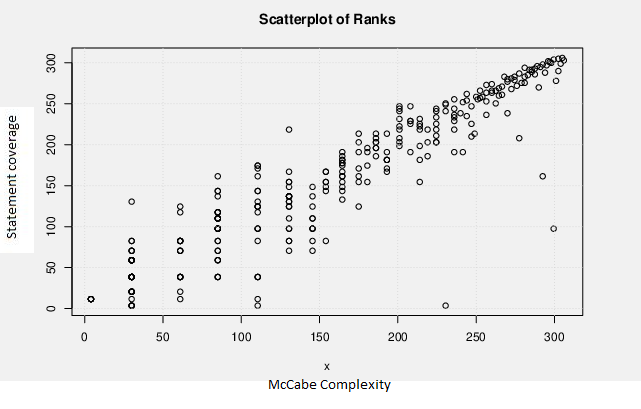 Scatterplot of Ranks
300
250
200
150
100
50
0
Statement coverage
0 50 100 150 200 250 300
x
McCabe Complexity